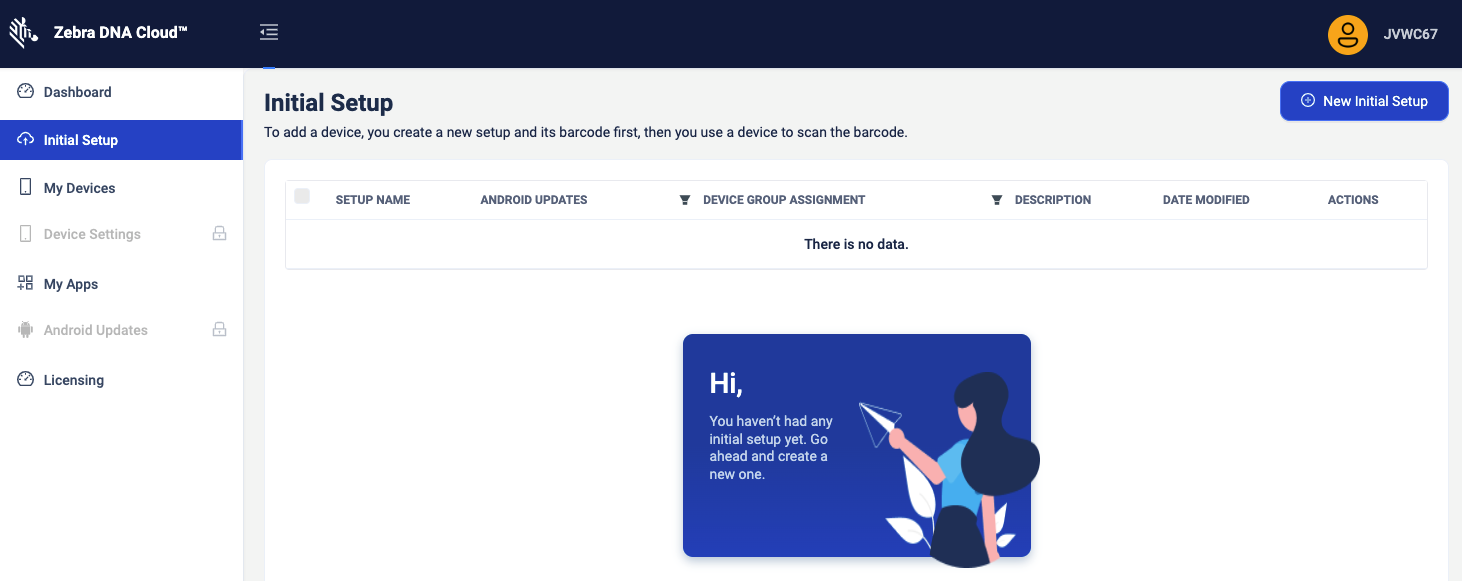 Zebra DNA Cloud™
JVWC67
Dashboard
Initial Setup
My Devices
Device Settings
My Apps
Android Updates
Licensing
Initial Setup
New Initial Setup
To add a device, you create a new setup and its barcode first, then you use a device to scan the barcode.
SETUP NAME ANDROID UPDATES DEVICE GROUP ASSIGNMENT DESCRIPTION DATE MODIFIED ACTIONS
There is no data.
Hi,
You haven’t had any
initial setup yet. Go
ahead and create a
new one.